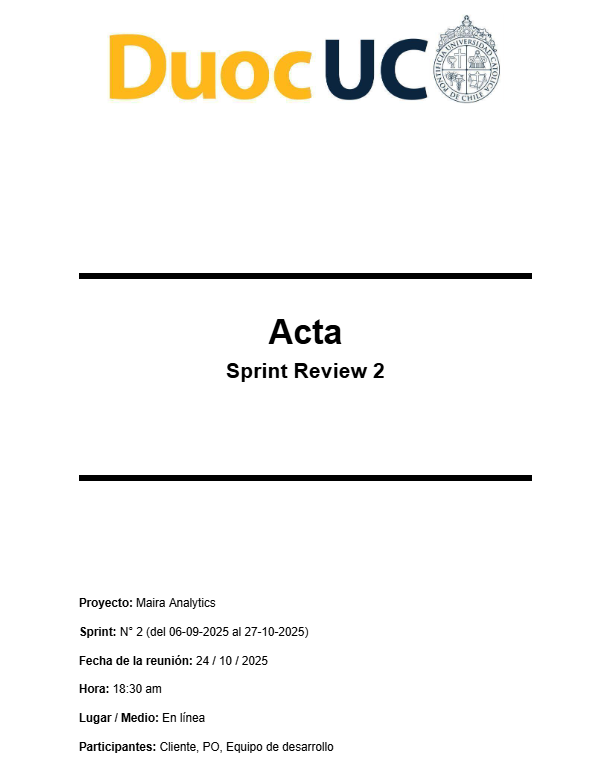 Duoc UC
PONTIFICIA UNIVERSIDAD CATOLICA DE CHILE
Acta
Sprint Review 2
Proyecto: Maira Analytics
Sprint: N° 2 (del 06-09-2025 al 27-10-2025)
Fecha de la reunión: 24 / 10 / 2025
Hora: 18:30 am
Lugar / Medio: En línea
Participantes: Cliente, PO, Equipo de desarrollo